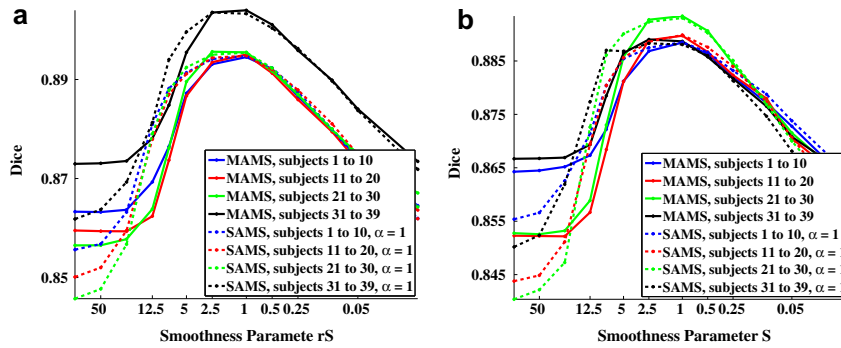 a
Dice
0.89
0.87
0.85
MAMS, subjects 1 to 10
MAMS, subjects 11 to 20
MAMS, subjects 21 to 30
MAMS, subjects 31 to 39
SAMS, subjects 1 to 10, α = 1
SAMS, subjects 11 to 20, α = 1
SAMS, subjects 21 to 30, α = 1
SAMS, subjects 31 to 39, α = 1
50 12.5 5 2.5 1 0.5 0.25 0.05
Smoothness Paramete rS
b
Dice
0.885
0.875
0.865
0.855
0.845
MAMS, subjects 1 to 10
MAMS, subjects 11 to 20
MAMS, subjects 21 to 30
MAMS, subjects 31 to 39
SAMS, subjects 1 to 10, α = 1
SAMS, subjects 11 to 20, α = 1
SAMS, subjects 21 to 30, α = 1
SAMS, subjects 31 to 39, α = 1
50 12.5 5 2.5 1 0.5 0.25 0.05
Smoothness Parameter S